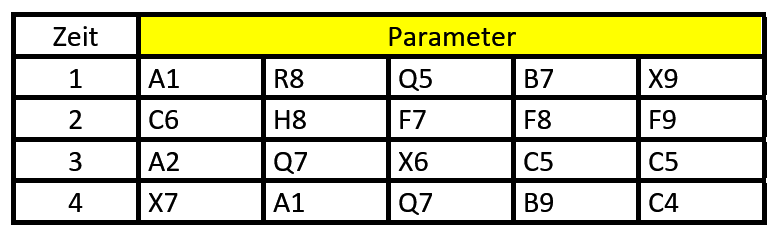 Zeit Parameter
1 A1 R8 Q5 B7 X9
2 C6 H8 F7 F8 F9
3 A2 Q7 X6 C5 C5
4 X7 A1 Q7 B9 C4